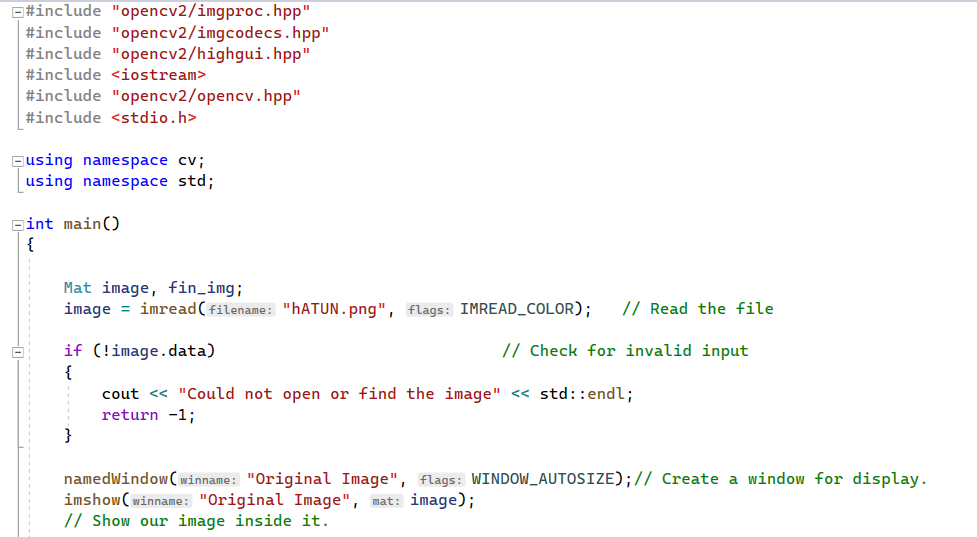 #include "opencv2/imgproc.hpp"
#include "opencv2/imgcodecs.hpp"
#include "opencv2/highgui.hpp"
#include <iostream>
#include "opencv2/opencv.hpp"
#include <stdio.h>
using namespace cv;
using namespace std;
int main()
{
Mat image, fin_img;
image = imread(filename: "hATUN.png", flags: IMREAD_COLOR);   // Read the file
if (!image.data)                              // Check for invalid input
{
cout << "Could not open or find the image" << std::endl;
return -1;
}
namedWindow(winname: "Original Image", flags: WINDOW_AUTOSIZE);// Create a window for display.
imshow(winname: "Original Image", mat: image);
// Show our image inside it.